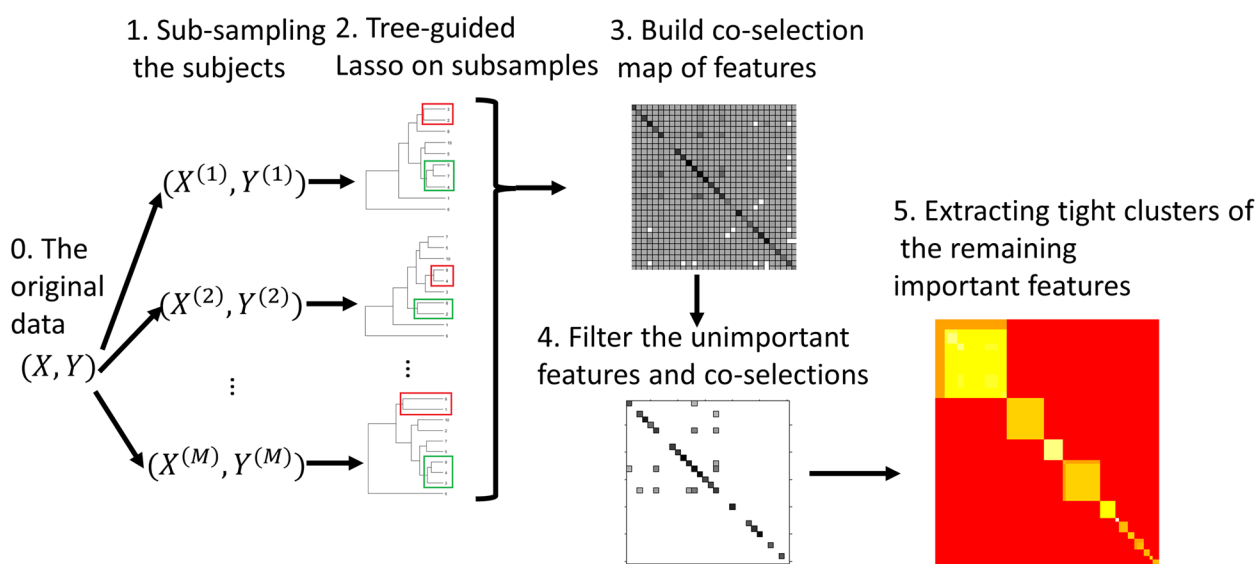 1. Sub-sampling
the subjects
2. Tree-guided
Lasso on subsamples
3. Build co-selection
map of features
(X^{(1)}, Y^{(1)})
0. The
original
data
(X, Y)
(X^{(2)}, Y^{(2)})
⋮
⋮
(X^{(M)}, Y^{(M)})
4. Filter the unimportant
features and co-selections
5. Extracting tight clusters of
the remaining
important features